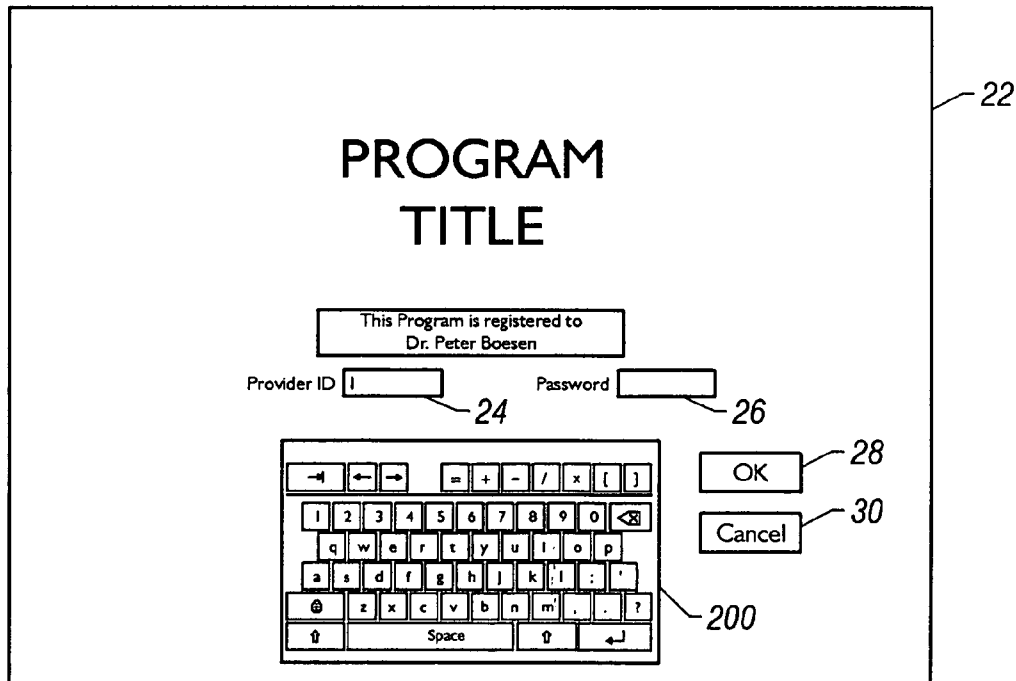 22
PROGRAM
TITLE
This Program is registered to
Dr. Peter Boesen
Provider ID
Password
24
26
= + - / x [ ]
1 2 3 4 5 6 7 8 9 0
q w e r t y u i o p
a s d f g h j k l : '
z x c v b n m , . ?
Space
OK
28
Cancel
30
200